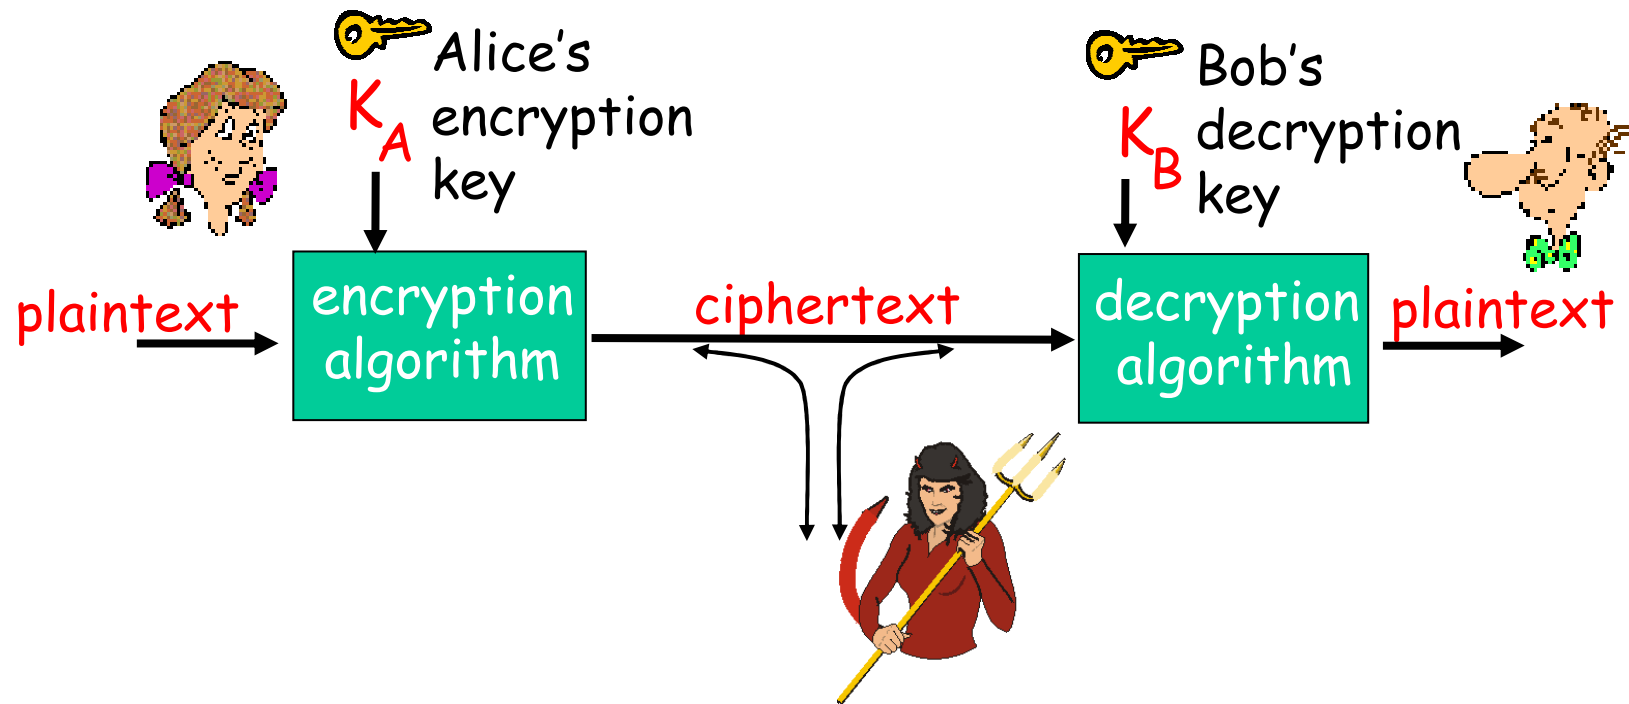 Alice's
encryption
key
K
A
Bob's
decryption
key
K
B
plaintext
encryption
algorithm
ciphertext
decryption
algorithm
plaintext